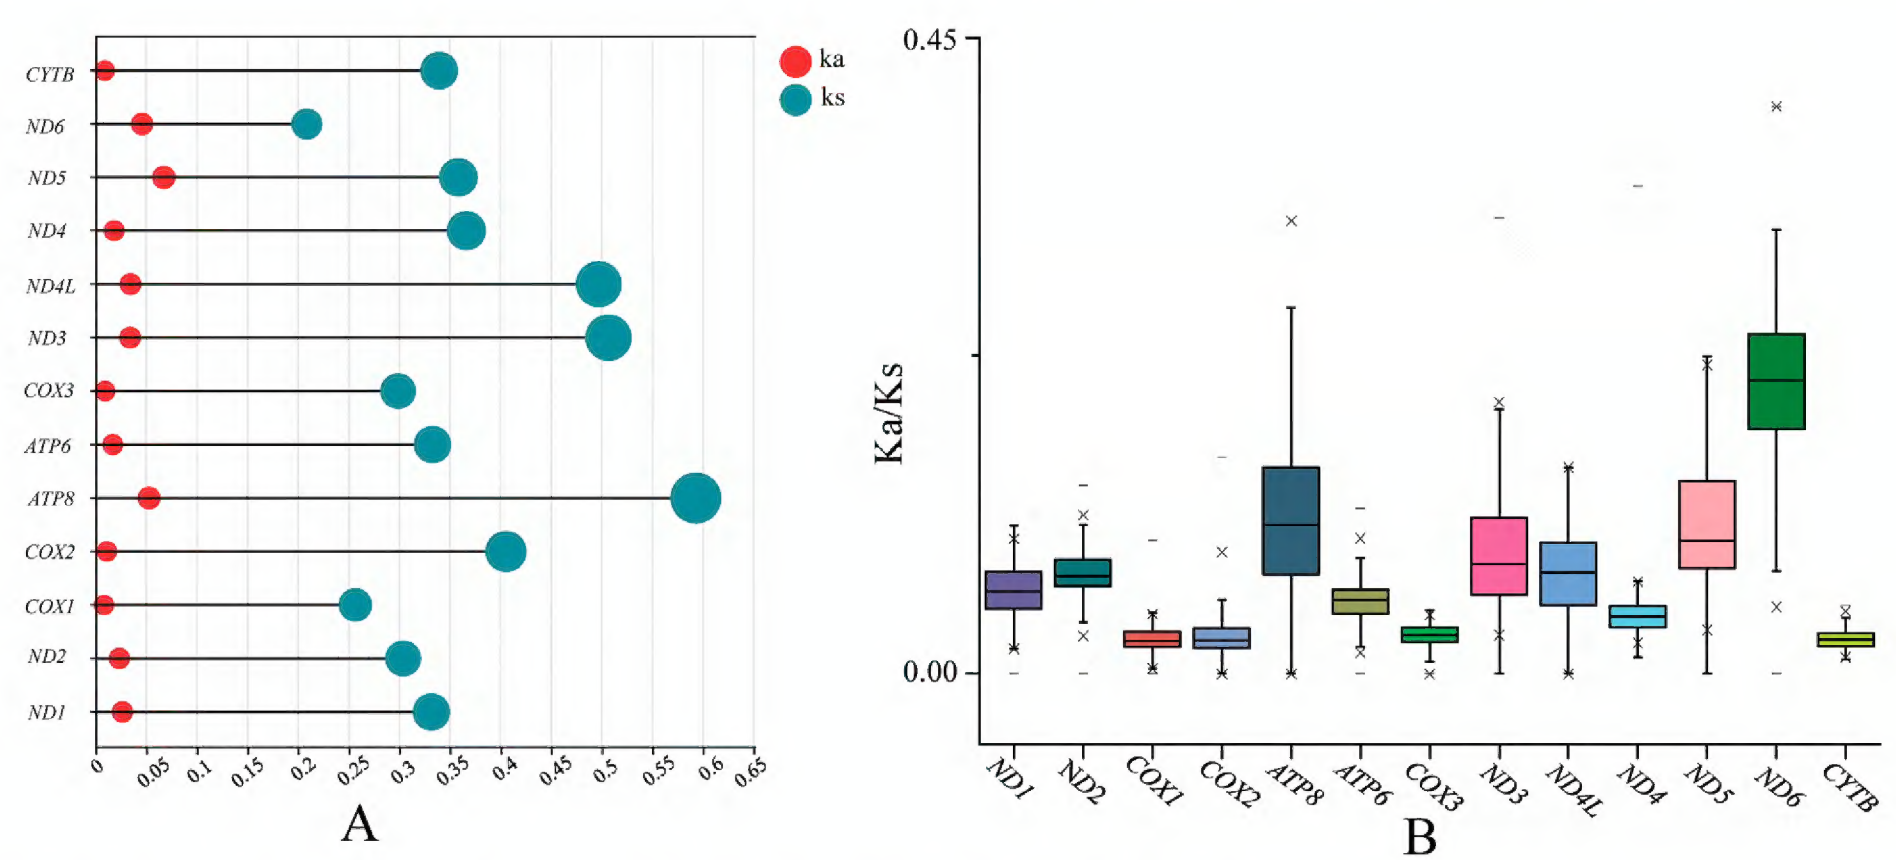 CYTB
ND6
ND5
ND4
ND4L
ND3
COX3
ATP6
ATP8
COX2
COX1
ND2
ND1
0 0.05 0.1 0.15 0.2 0.25 0.3 0.35 0.4 0.45 0.5 0.55 0.6 0.65
A
ka
ks
0.45
Ka/Ks
0.00
ND1 ND2 COX1 COX2 ATP8 ATP6 COX3 ND3 ND4L ND4 ND5 ND6 CYTB
B